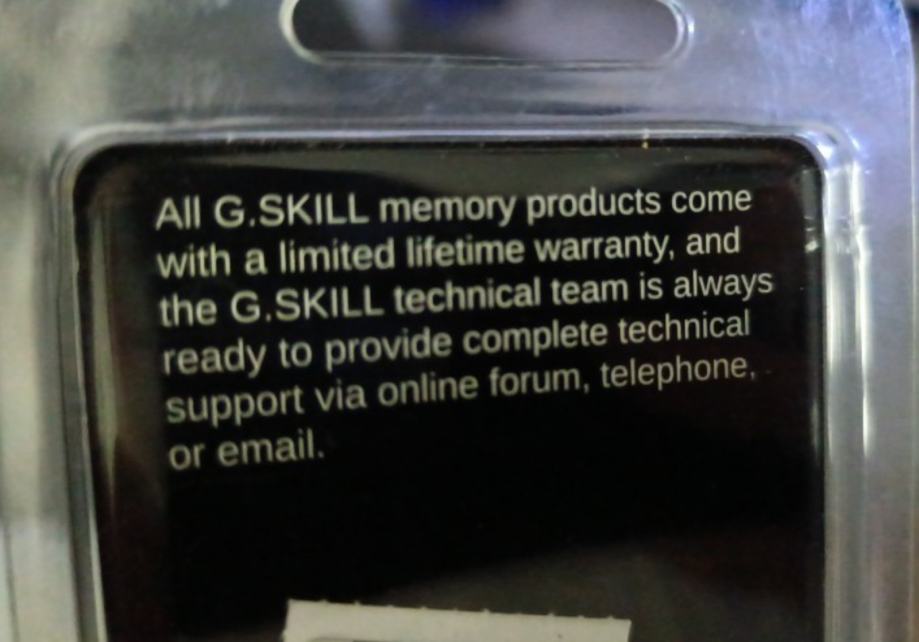 All G.SKILL memory products come
with a limited lifetime warranty, and
the G.SKILL technical team is always
ready to provide complete technical
support via online forum, telephone,
or email.